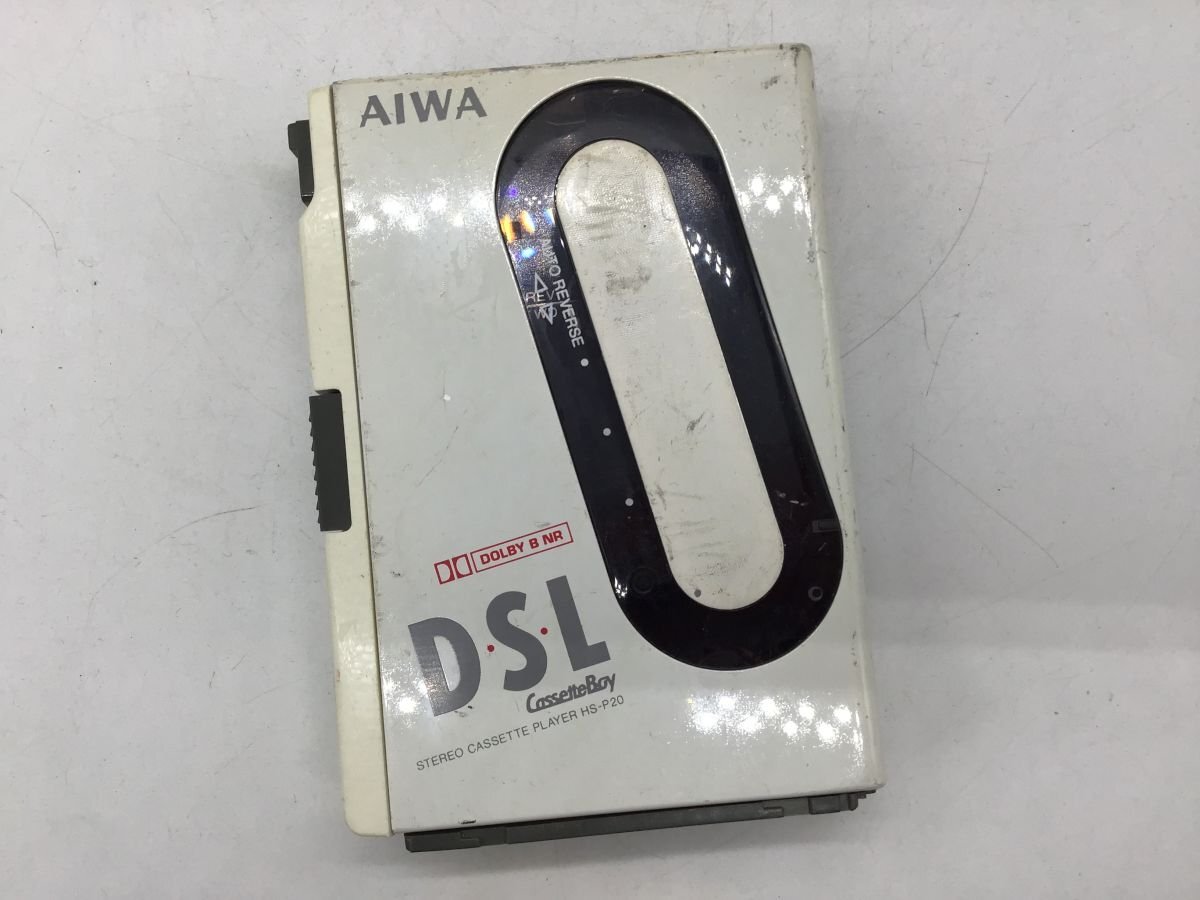 AIWA
AUTO REVERSE
REV
DOLBY B NR
D·S·L
CassetteBoy
STEREO CASSETTE PLAYER HS-P20